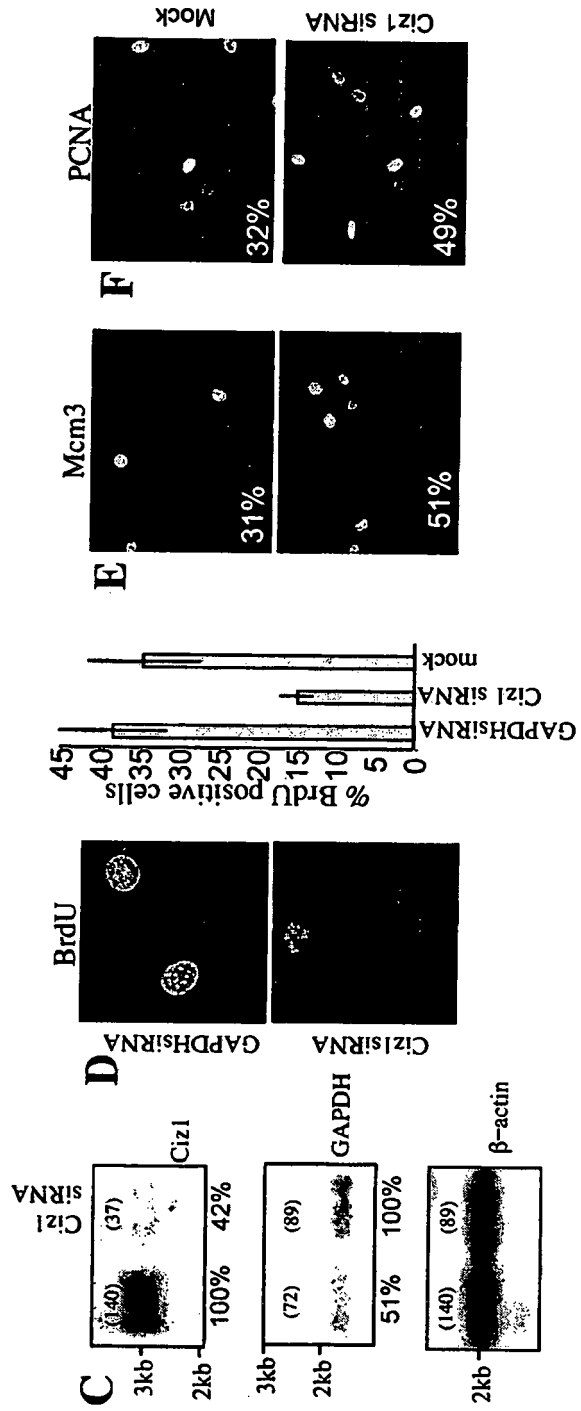 C
Ciz1
siRNA
3kb
2kb
(140)
(37)
Ciz1
100%
42%
3kb
2kb
(72)
(89)
GAPDH
51%
100%
2kb
(140)
(89)
β-actin
D
BrdU
GAPDHsiRNA
Ciz1siRNA
% BrdU positive cells
45
40
35
30
25
20
15
10
5
0
GAPDHsiRNA
Ciz1 siRNA
mock
E
Mcm3
31%
51%
F
PCNA
32%
49%
Mock
Ciz1 siRNA